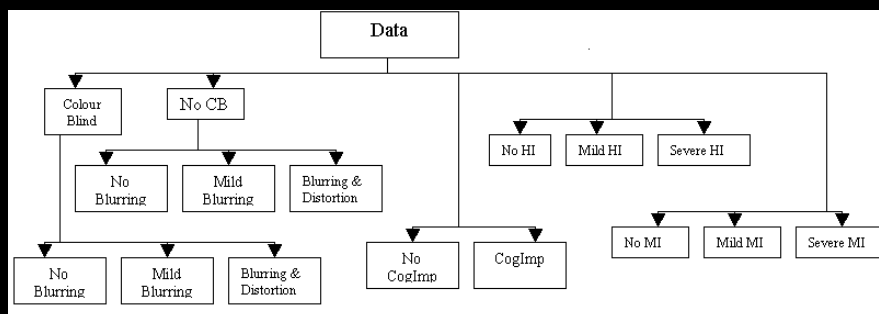 Data
Colour
Blind
No CB
No HI
Mild HI
Severe HI
No
Blurring
Mild
Blurring
Blurring &
Distortion
No MI
Mild MI
Severe MI
No
CogImp
CogImp
No
Blurring
Mild
Blurring
Blurring &
Distortion